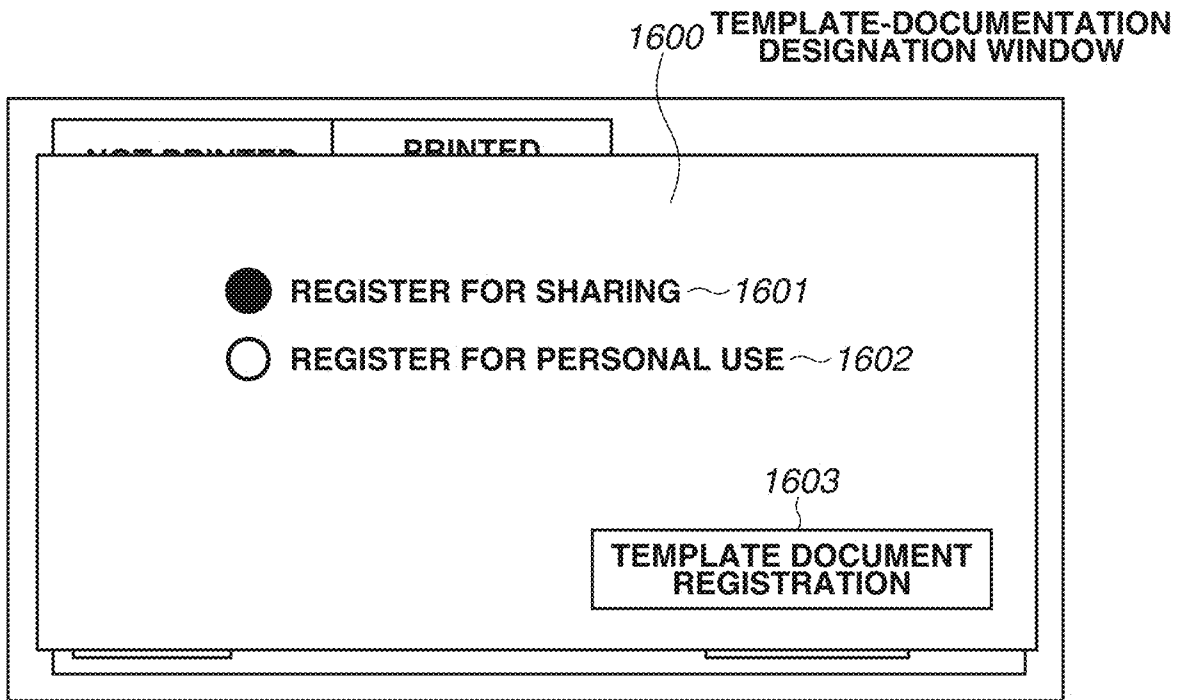 1600 TEMPLATE-DOCUMENTATION
DESIGNATION WINDOW
PRINTED
REGISTER FOR SHARING 1601
REGISTER FOR PERSONAL USE 1602
1603
TEMPLATE DOCUMENT
REGISTRATION